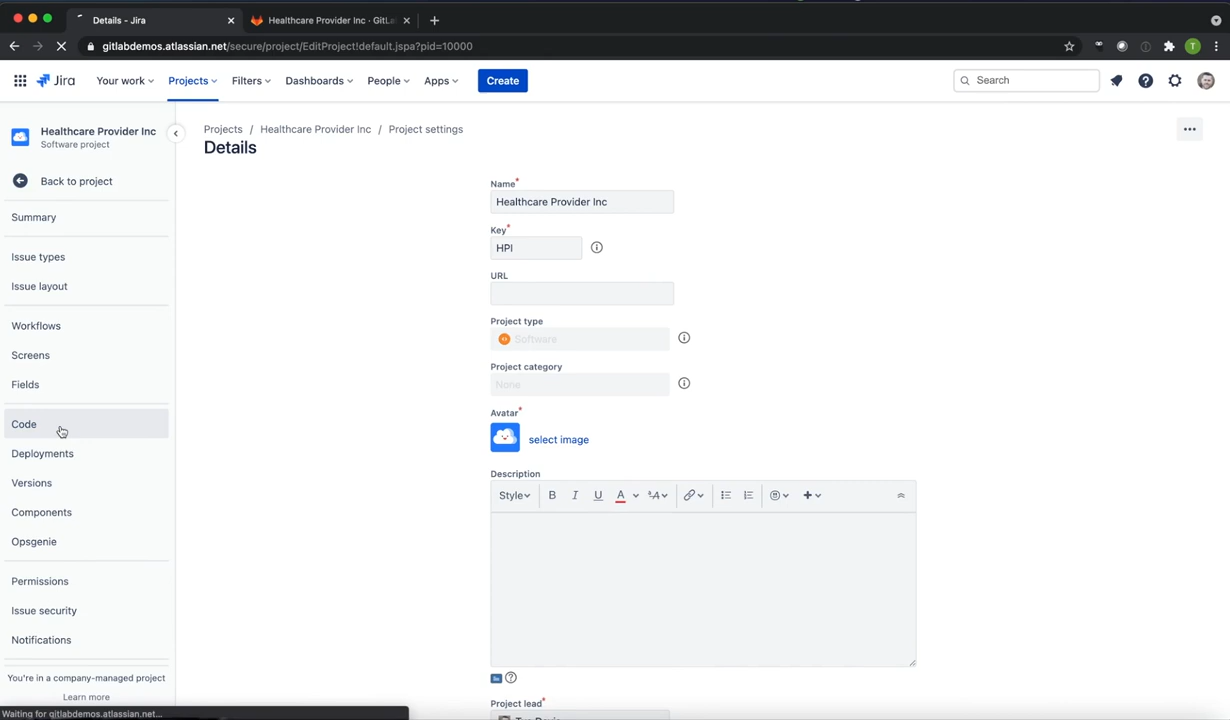 Details - Jira
Healthcare Provider Inc · GitLa
gitlabdemos.atlassian.net/secure/project/EditProject!default.jspa?pid=10000
T
Jira
Your work
Projects
Filters
Dashboards
People
Apps
Create
Search
Healthcare Provider Inc
Software project
Back to project
Summary
Issue types
Issue layout
Workflows
Screens
Fields
Code
Deployments
Versions
Components
Opsgenie
Permissions
Issue security
Notifications
You're in a company-managed project
Learn more
Waiting for gitlabdemos.atlassian.net...
Projects / Healthcare Provider Inc / Project settings
Details
Name*
Healthcare Provider Inc
Key*
HPI
URL
Project type
Software
Project category
None
Avatar*
select image
Description
Style
B I U A
Project lead*